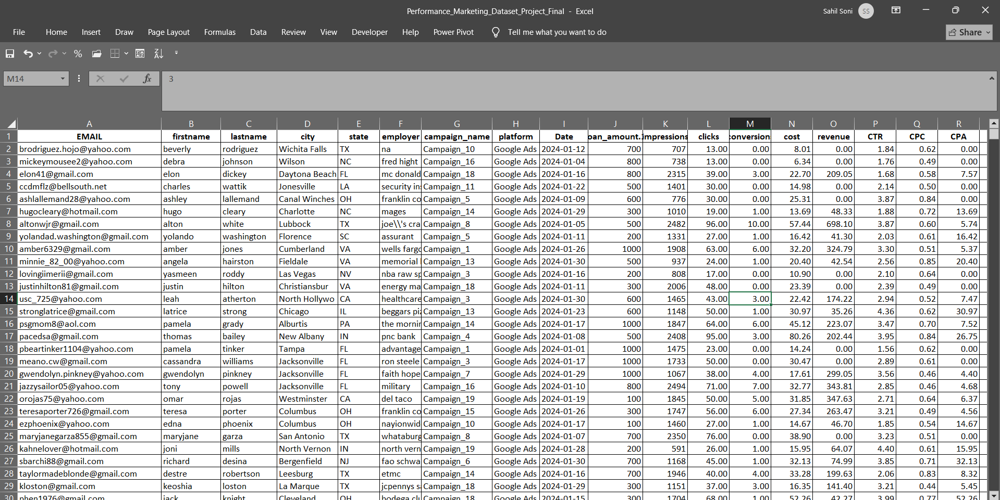 Performance_Marketing_Dataset_Project_Final - Excel
Sahil Soni SS
File Home Insert Draw Page Layout Formulas Data Review View Developer Help Power Pivot Tell me what you want to do Share
M14 fx 3
A B C D E F G H I J K L M N O P Q R
1 EMAIL firstname lastname city state employer campaign_name platform Date oan_amount. impressions clicks conversion cost revenue CTR CPC CPA
2 brodriguez.hojo@yahoo.com beverly rodriguez Wichita Falls TX na Campaign_10 Google Ads 2024-01-12 700 707 13.00 0.00 8.01 0.00 1.84 0.62 0.00
3 mickeymousee2@yahoo.com debra johnson Wilson NC fred hight Campaign_16 Google Ads 2024-01-04 800 738 13.00 0.00 6.34 0.00 1.76 0.49 0.00
4 elon41@gmail.com elon dickey Daytona Beach FL mc donald Campaign_18 Google Ads 2024-01-16 800 2315 39.00 3.00 22.70 209.05 1.68 0.58 7.57
5 ccdmflz@bellsouth.net charles wattik Jonesville LA security in Campaign_11 Google Ads 2024-01-22 500 1401 30.00 0.00 14.98 0.00 2.14 0.50 0.00
6 ashlallemand28@yahoo.com ashley lallemand Canal Winches OH franklin co Campaign_5 Google Ads 2024-01-09 600 776 30.00 0.00 25.31 0.00 3.87 0.84 0.00
7 hugocleary@hotmail.com hugo cleary Charlotte NC mages Campaign_14 Google Ads 2024-01-29 300 1010 19.00 1.00 13.69 48.33 1.88 0.72 13.69
8 altonwjr@gmail.com alton white Lubbock TX joe\\'s cra Campaign_8 Google Ads 2024-01-05 500 2482 96.00 10.00 57.44 698.10 3.87 0.60 5.74
9 yolandad.washington@gmail.com yolando washington Florence SC assurant Campaign_5 Google Ads 2024-01-11 200 1331 27.00 1.00 16.42 41.30 2.03 0.61 16.42
10 amber6329@gmail.com amber jones Cumberland VA wells fargo Campaign_1 Google Ads 2024-01-26 1000 1908 63.00 6.00 32.20 324.79 3.30 0.51 5.37
11 minnie_82_00@yahoo.com angela hairston Fieldale VA memorial Campaign_13 Google Ads 2024-01-30 500 937 24.00 1.00 20.40 42.54 2.56 0.85 20.40
12 lovingiimerii@gmail.com yasmeen roddy Las Vegas NV nba raw sp Campaign_3 Google Ads 2024-01-16 200 808 17.00 0.00 10.90 0.00 2.10 0.64 0.00
13 justinhilton81@gmail.com justin hilton Christiansbur VA energy ma Campaign_18 Google Ads 2024-01-11 300 2006 48.00 0.00 23.39 0.00 2.39 0.49 0.00
14 usc_725@yahoo.com leah atherton North Hollywo CA healthcare Campaign_3 Google Ads 2024-01-30 600 1465 43.00 3.00 22.42 174.22 2.94 0.52 7.47
15 stronglatrice@gmail.com latrice strong Chicago IL beggars piz Campaign_13 Google Ads 2024-01-23 600 1148 50.00 1.00 30.97 35.26 4.36 0.62 30.97
16 psgmom8@aol.com pamela grady Alburtis PA the mornin Campaign_14 Google Ads 2024-01-17 1000 1847 64.00 6.00 45.12 223.07 3.47 0.70 7.52
17 pacedsa@gmail.com thomas bailey New Albany IN pnc bank Campaign_4 Google Ads 2024-01-08 500 2408 95.00 3.00 80.26 202.44 3.95 0.84 26.75
18 pbeartinker1104@yahoo.com pamela tinker Tampa FL advantage Campaign_1 Google Ads 2024-01-01 1000 1475 23.00 0.00 14.24 0.00 1.56 0.62 0.00
19 meano.cw@gmail.com cassandra williams Jacksonville FL ron steele Campaign_3 Google Ads 2024-01-17 1000 1733 50.00 0.00 30.47 0.00 2.89 0.61 0.00
20 gwendolyn.pinkney@yahoo.com gwendolyn pinkney Jacksonville FL faith hope Campaign_7 Google Ads 2024-01-29 1000 1067 38.00 4.00 17.61 299.05 3.56 0.46 4.40
21 jazzysailor05@yahoo.com tony powell Jacksonville FL military Campaign_16 Google Ads 2024-01-10 800 2494 71.00 7.00 32.77 343.81 2.85 0.46 4.68
22 orojas75@yahoo.com omar rojas Westminster CA del taco Campaign_19 Google Ads 2024-01-19 100 1845 50.00 5.00 31.85 347.63 2.71 0.64 6.37
23 teresaporter726@gmail.com teresa porter Columbus OH franklin co Campaign_15 Google Ads 2024-01-26 300 1747 56.00 6.00 27.34 263.47 3.21 0.49 4.56
24 ezphoenix@yahoo.com edna phoenix Columbus OH nayionwid Campaign_10 Google Ads 2024-01-17 100 1460 27.00 1.00 14.67 46.70 1.85 0.54 14.67
25 maryjanegarza855@gmail.com maryjane garza San Antonio TX whataburg Campaign_8 Google Ads 2024-01-07 700 2350 76.00 0.00 38.90 0.00 3.23 0.51 0.00
26 kahnelover@hotmail.com joni mills North Vernon IN north vern Campaign_19 Google Ads 2024-01-28 200 591 26.00 1.00 15.95 64.07 4.40 0.61 15.95
27 sbarchi88@gmail.com richard desina Bergenfield NJ fao schwa Campaign_6 Google Ads 2024-01-30 700 1168 45.00 1.00 32.13 74.99 3.85 0.71 32.13
28 taylormadeblonde@gmail.com destre robertson Leesburg TX etmc Campaign_14 Google Ads 2024-01-16 700 1946 40.00 4.00 33.28 199.63 2.06 0.83 8.32
29 kloston@gmail.com keoshia loston La Marque TX jcpennys s Campaign_18 Google Ads 2024-01-29 300 1151 37.00 3.00 16.35 141.40 3.21 0.44 5.45
30 phen1976@gmail.com jack knight Cleveland OH bodega clu Campaign_18 Google Ads 2024-01-15 300 1704 68.00 1.00 52.26 42.27 3.99 0.77 52.26